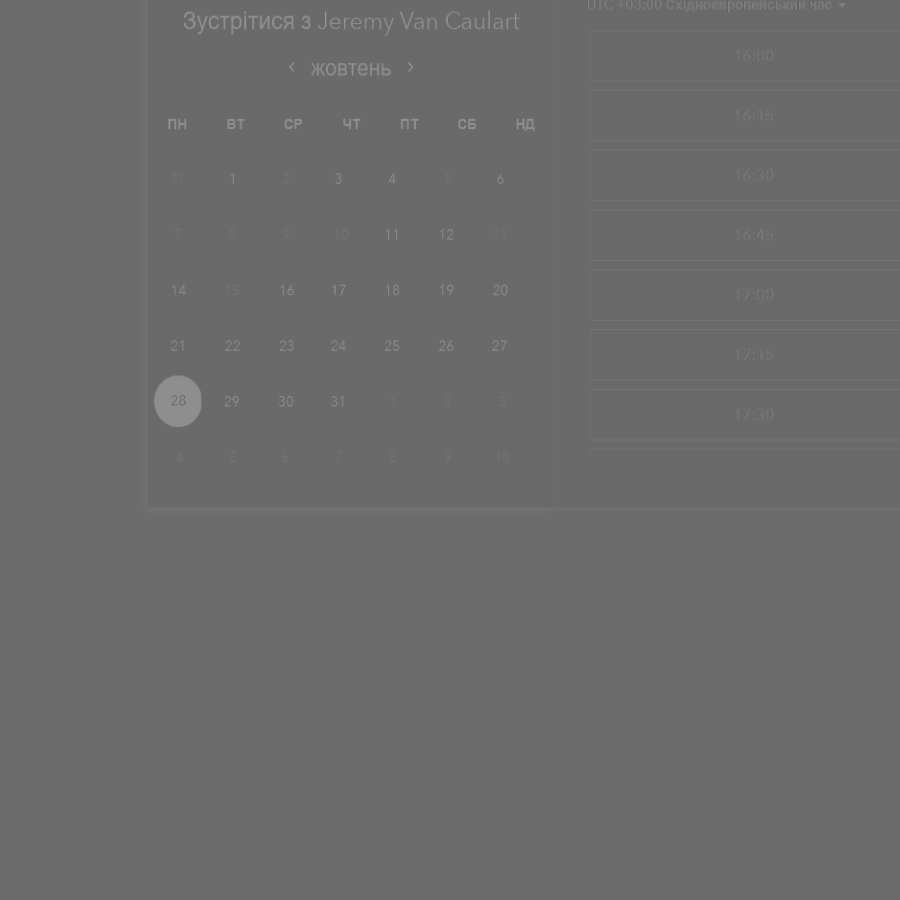 Зустрітися з Jeremy Van Caulart
жовтень
ПН ВТ СР ЧТ ПТ СБ НД
31 1 2 3 4 5 6
7 8 9 10 11 12 13
14 15 16 17 18 19 20
21 22 23 24 25 26 27
28 29 30 31 1 2 3
4 5 6 7 8 9 10
UTC +03:00 Східноєвропейський час
16:00
16:15
16:30
16:45
17:00
17:15
17:30